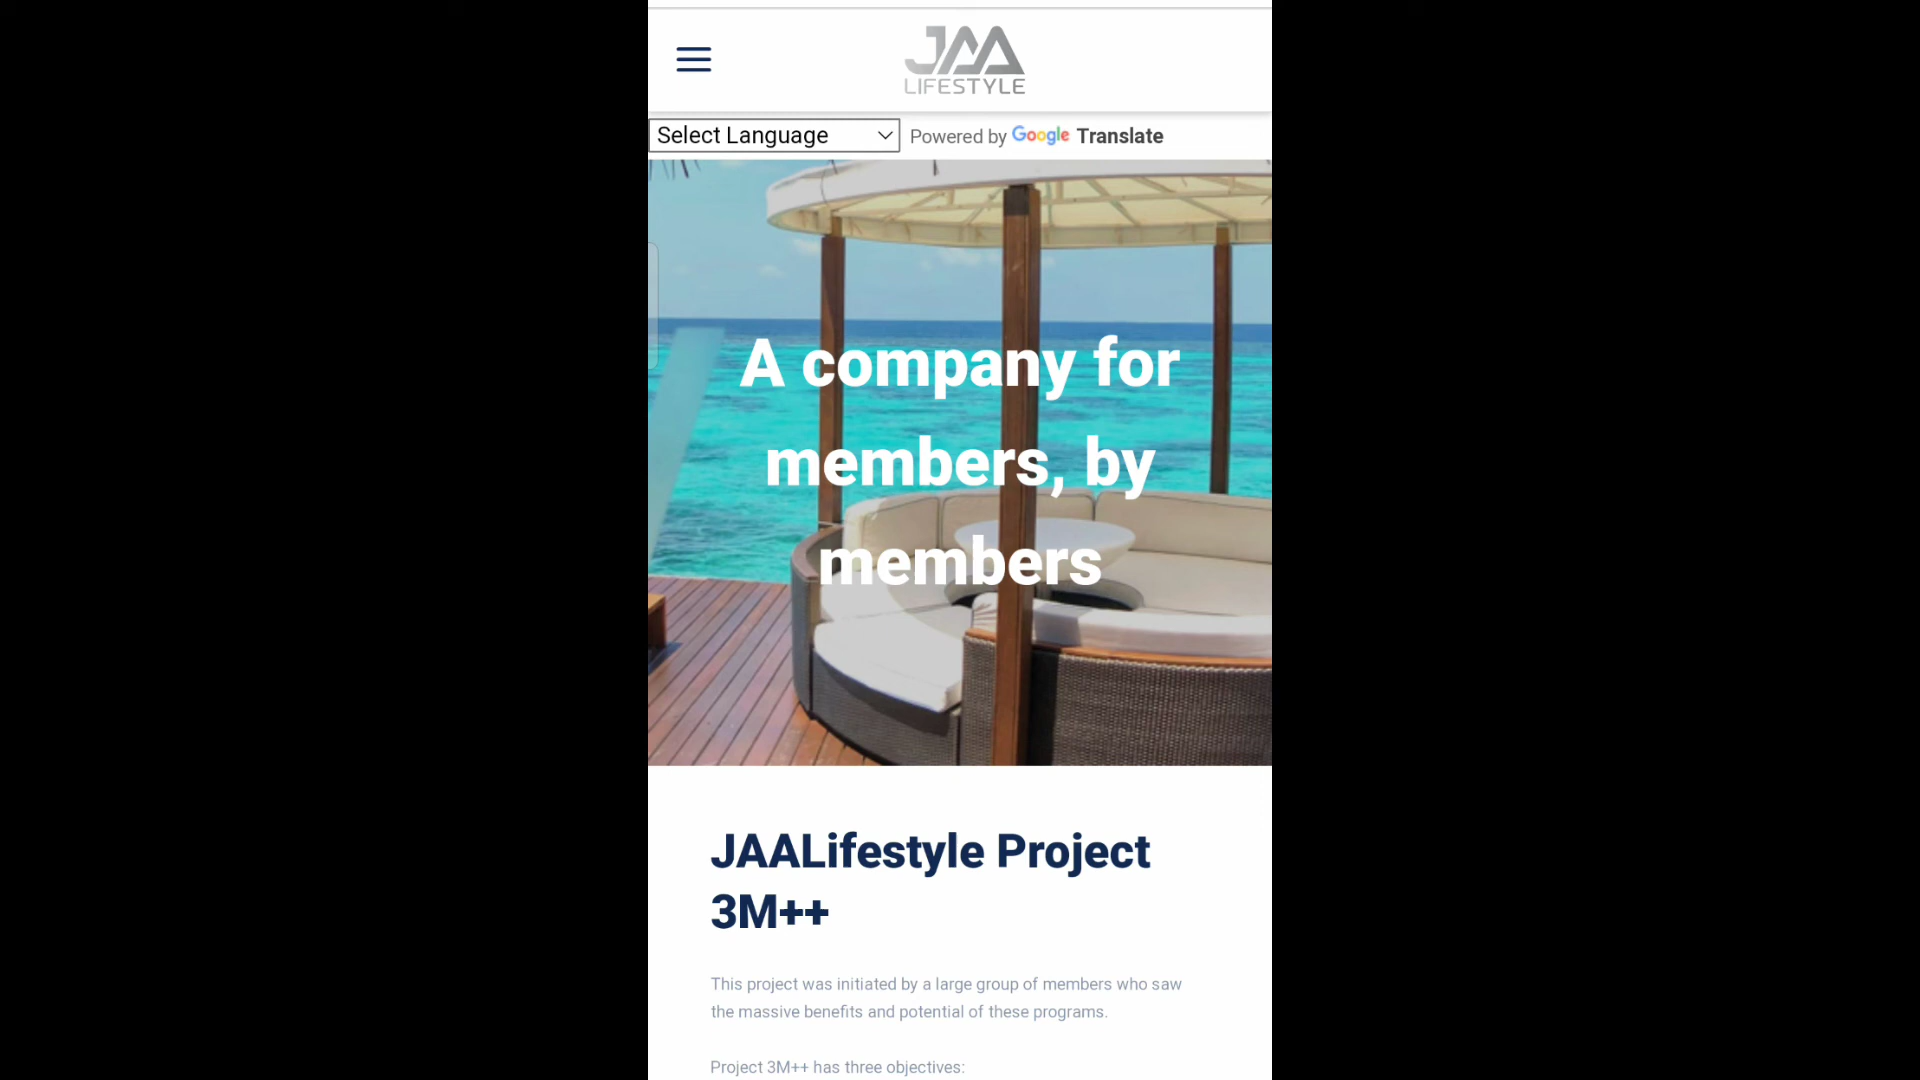 JAA
LIFESTYLE
Select Language
Powered by Google Translate
A company for
members, by
members
JAALifestyle Project
3M++
This project was initiated by a large group of members who saw
the massive benefits and potential of these programs.
Project 3M++ has three objectives: